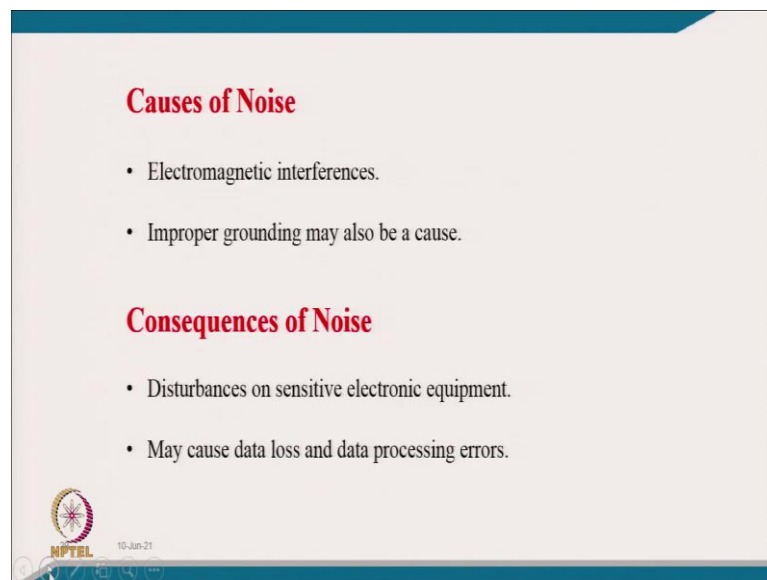 Causes of Noise
• Electromagnetic interferences.
• Improper grounding may also be a cause.
Consequences of Noise
• Disturbances on sensitive electronic equipment.
• May cause data loss and data processing errors.
NPTEL
10-Jun-21